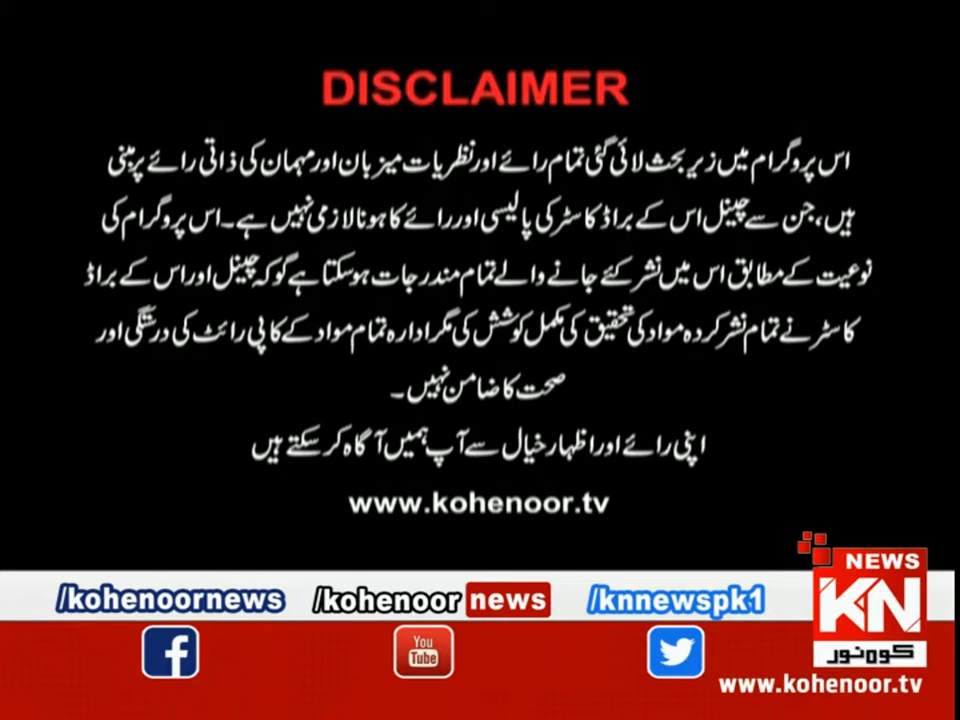 DISCLAIMER
اس پروگرام میں زیرِ بحث لائی گئی تمام رائے اور نظریات میزبان اور مہمان کی ذاتی رائے پر مبنی
ہیں، جن سے چینل اس کے براڈ کاسٹر کی پالیسی اور رائے کا ہونا لازمی نہیں ہے۔ اس پروگرام کی
نوعیت کے مطابق اس میں نشر کئے جانے والے تمام مندرجات ہو سکتا ہے گو کہ چینل اور اس کے براڈ
کاسٹر نے تمام نشر کردہ مواد کی تحقیق کی مکمل کوشش کی مگر ادارہ تمام مواد کے کاپی رائٹ کی درستگی اور
صحت کا ضامن نہیں۔
اپنی رائے اور اظہار خیال سے آپ ہمیں آگاہ کر سکتے ہیں
www.kohenoor.tv
/kohenoornews
/kohenoor news
/knnewspk1
NEWS
KN
کوہ نور
You
Tube
www.kohenoor.tv